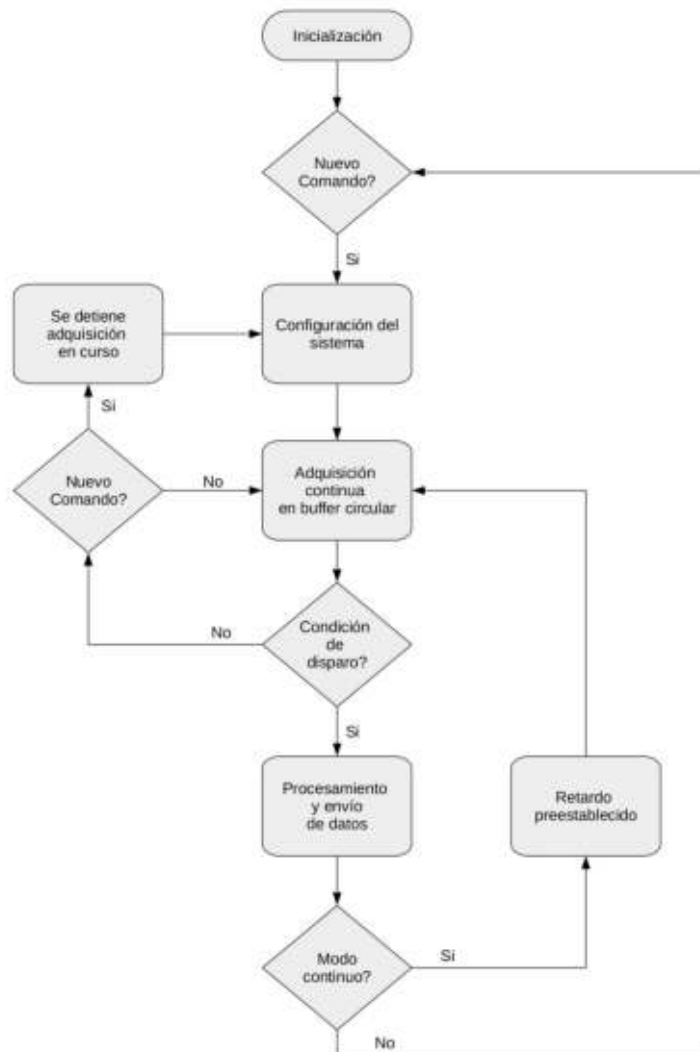 Inicialización
Nuevo
Comando?
Si
Se detiene
adquisición
en curso
Configuración del
sistema
Si
Nuevo
Comando?
No
Adquisición
continua
en buffer circular
No
Condición
de
disparo?
Si
Procesamiento
y envío
de datos
Retardo
preestablecido
Modo
continuo?
Si
No